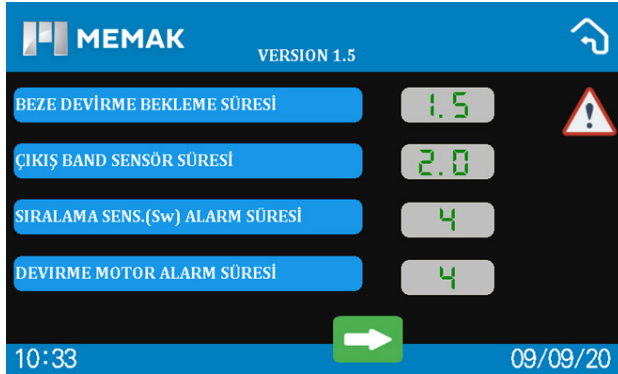 MEMAK
VERSION 1.5
BEZE DEVİRME BEKLEME SÜRESİ 1.5
ÇIKIŞ BAND SENSÖR SÜRESİ 2.0
SIRALAMA SENS.(Sw) ALARM SÜRESİ 4
DEVIRME MOTOR ALARM SÜRESİ 4
10:33 09/09/20